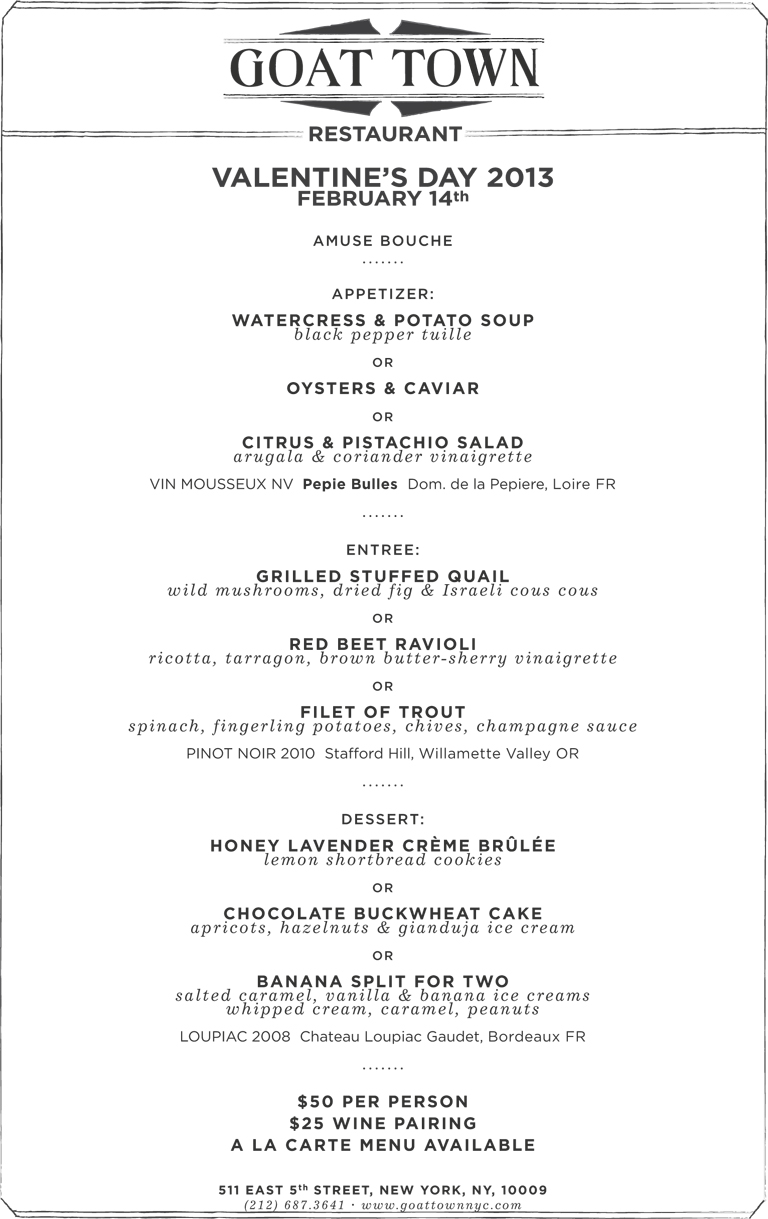 GOAT TOWN
RESTAURANT
VALENTINE'S DAY 2013
FEBRUARY 14th
AMUSE BOUCHE
.......
APPETIZER:
WATERCRESS & POTATO SOUP
black pepper tuille
OR
OYSTERS & CAVIAR
OR
CITRUS & PISTACHIO SALAD
arugala & coriander vinaigrette
VIN MOUSSEUX NV Pepie Bulles Dom. de la Pepiere, Loire FR
.......
ENTREE:
GRILLED STUFFED QUAIL
wild mushrooms, dried fig & Israeli cous cous
OR
RED BEET RAVIOLI
ricotta, tarragon, brown butter-sherry vinaigrette
OR
FILET OF TROUT
spinach, fingerling potatoes, chives, champagne sauce
PINOT NOIR 2010 Stafford Hill, Willamette Valley OR
.......
DESSERT:
HONEY LAVENDER CRÈME BRÛLÉE
lemon shortbread cookies
OR
CHOCOLATE BUCKWHEAT CAKE
apricots, hazelnuts & gianduja ice cream
OR
BANANA SPLIT FOR TWO
salted caramel, vanilla & banana ice creams
whipped cream, caramel, peanuts
LOUPIAC 2008 Chateau Loupiac Gaudet, Bordeaux FR
.......
$50 PER PERSON
$25 WINE PAIRING
A LA CARTE MENU AVAILABLE
511 EAST 5th STREET, NEW YORK, NY, 10009
(212) 687.3641 · www.goattownnyc.com